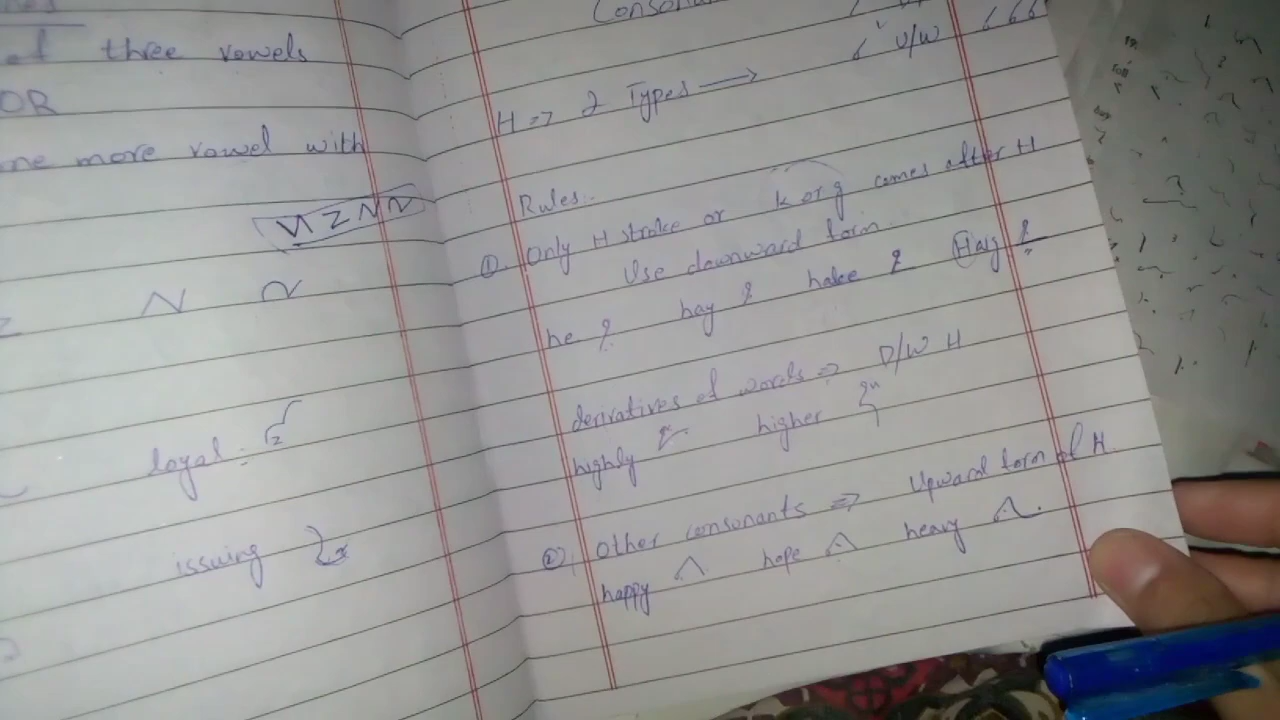 of three vowels
OR
one more vowel with
loyal :
issuing
H => 2 Types →
U/W
Rules:-
①. Only H stroke or k or g comes after H
Use downward form
he hay hake Hag
derivatives of words => D/W H
highly higher
②. Other consonants => Upward form of H.
happy hope heavy